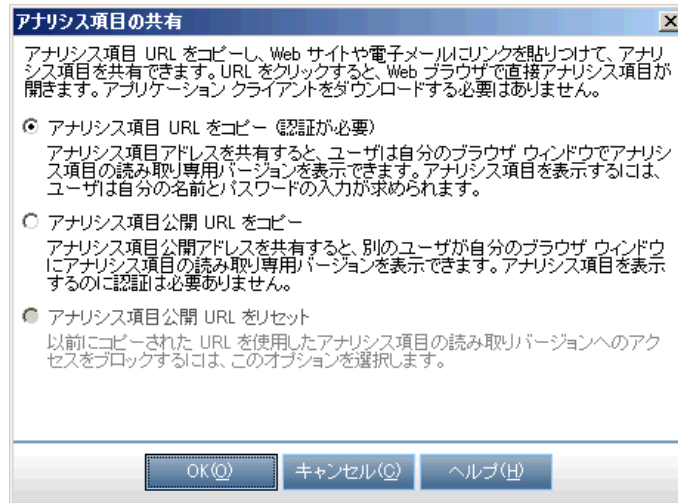 アナリシス項目の共有
アナリシス項目 URL をコピーし、Web サイトや電子メールにリンクを貼りつけて、アナリ
シス項目を共有できます。URL をクリックすると、Web ブラウザで直接アナリシス項目が
開きます。アプリケーション クライアントをダウンロードする必要はありません。
アナリシス項目 URL をコピー (認証が必要)
アナリシス項目アドレスを共有すると、ユーザは自分のブラウザ ウィンドウでアナリシ
ス項目の読み取り専用バージョンを表示できます。アナリシス項目を表示するには、
ユーザは自分の名前とパスワードの入力が求められます。
アナリシス項目公開 URL をコピー
アナリシス項目公開アドレスを共有すると、別のユーザが自分のブラウザ ウィンドウ
にアナリシス項目の読み取り専用バージョンを表示できます。アナリシス項目を表示
するのに認証は必要ありません。
アナリシス項目公開 URL をリセット
以前にコピーされた URL を使用したアナリシス項目の読み取りバージョンへのアク
セスをブロックするには、このオプションを選択します。
OK(O) キャンセル(C) ヘルプ(H)